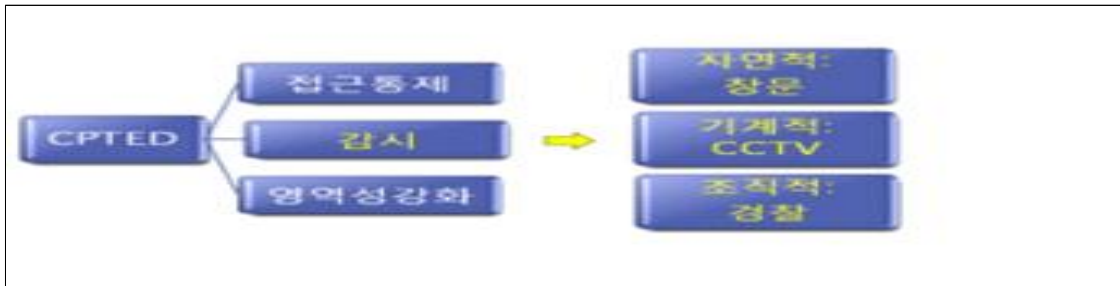 CPTED
접근통제
감시
영역성강화
자연적:
창문
기계적:
CCTV
조직적:
경찰